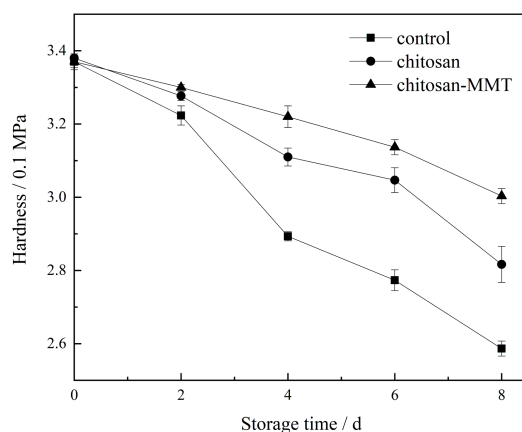 control
chitosan
chitosan-MMT
3.4
3.2
3.0
2.8
2.6
Hardness / 0.1 MPa
0 2 4 6 8
Storage time / d